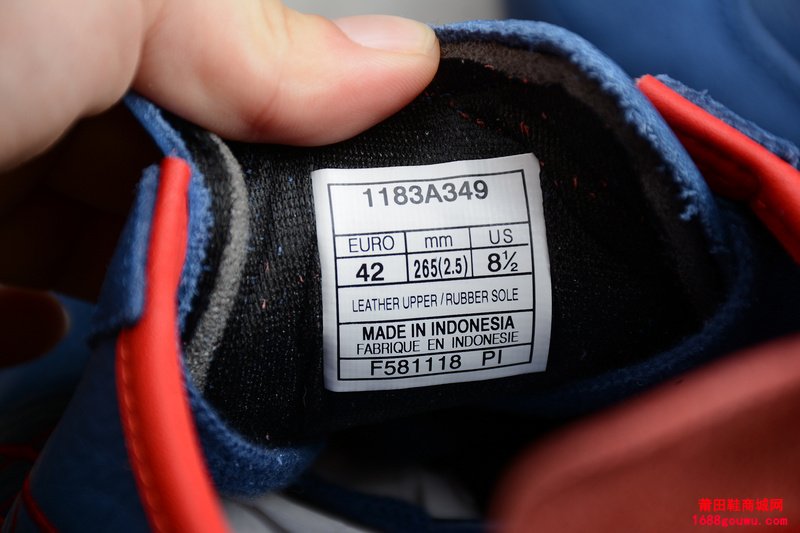 1183A349
EURO mm US
42 265(2.5) 8½
LEATHER UPPER / RUBBER SOLE
MADE IN INDONESIA
FABRIQUE EN INDONESIE
F581118 PI
莆田鞋商城网
1688gouwu.com